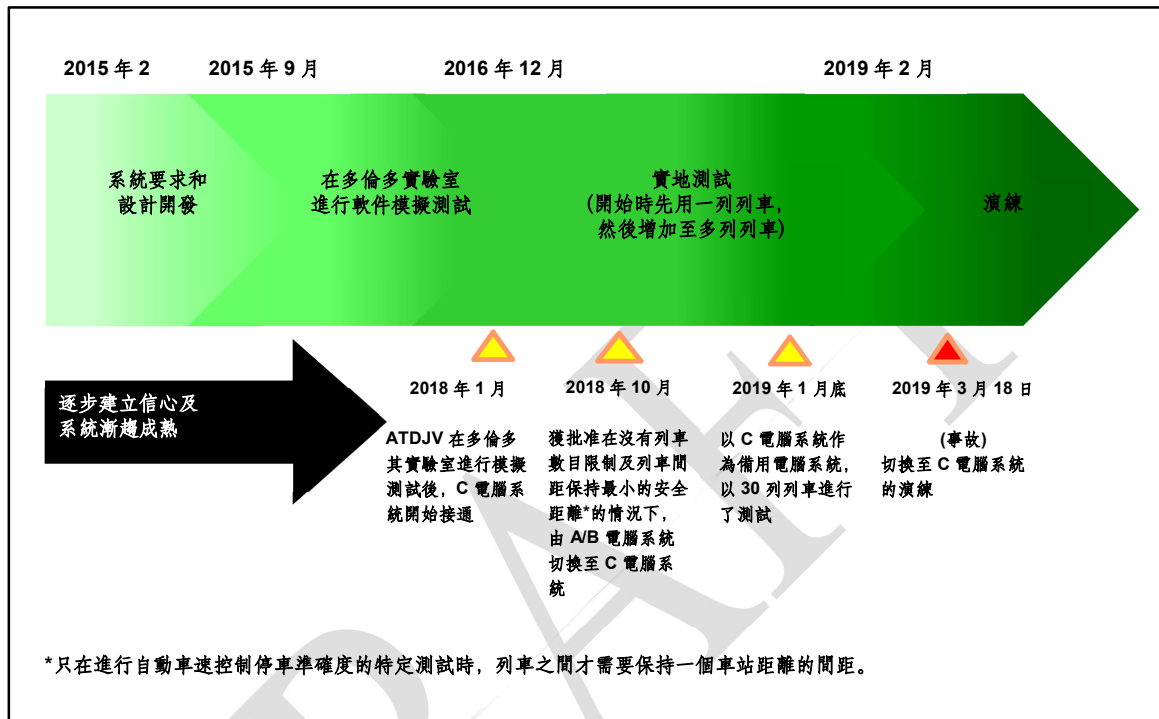 2015 年 2
2015 年 9 月
2016 年 12 月
2019 年 2 月
系統要求和
設計開發
在多倫多實驗室
進行軟件模擬測試
實地測試
(開始時先用一列列車,
然後增加至多列列車)
演練
逐步建立信心及
系統漸趨成熟
2018 年 1 月
ATDJV 在多倫多
其實驗室進行模擬
測試後, C 電腦系
統開始接通
2018 年 10 月
獲批准在沒有列車
數目限制及列車間
距保持最小的安全
距離*的情況下,
由 A/B 電腦系統
切換至 C 電腦系
統
2019 年 1 月底
以 C 電腦系統作
為備用電腦系統,
以 30 列列車進行
了測試
2019 年 3 月 18 日
(事故)
切換至 C 電腦系統
的演練
*只在進行自動車速控制停車準確度的特定測試時, 列車之間才需要保持一個車站距離的間距。